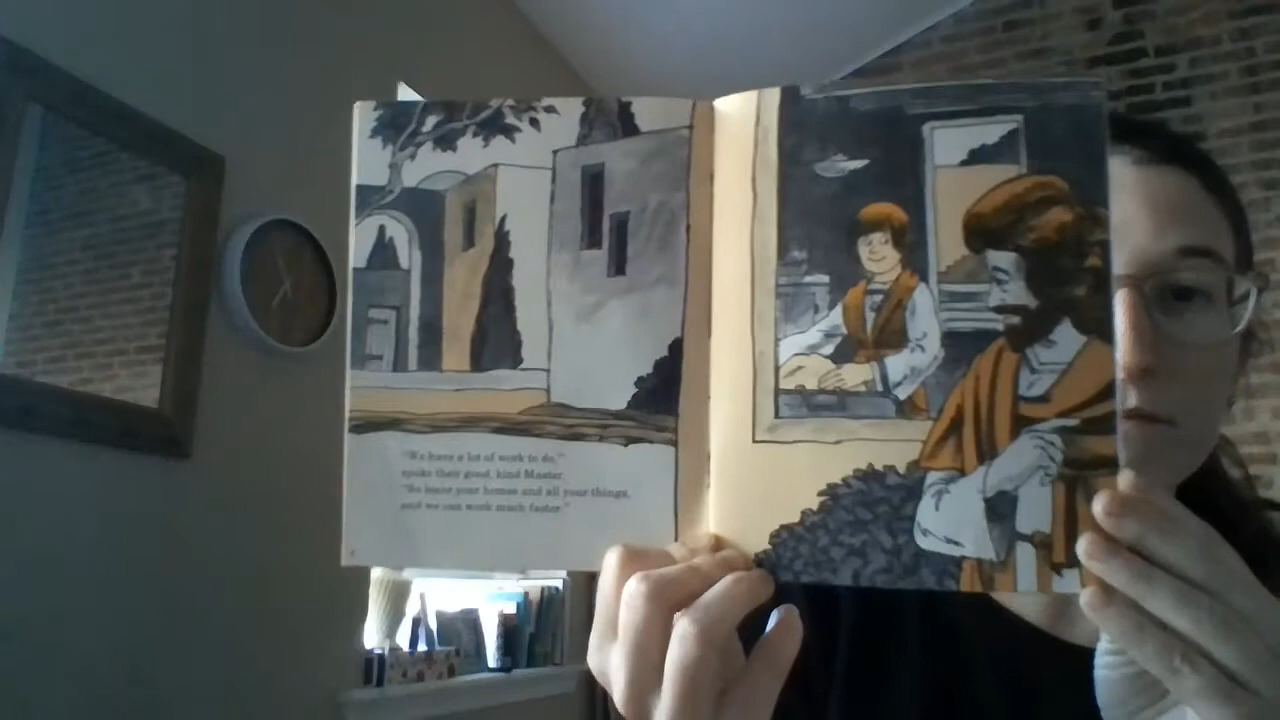 "We have a lot of work to do,"
spoke their good, kind Master.
"So leave your homes and all your things,
and we can work much faster."